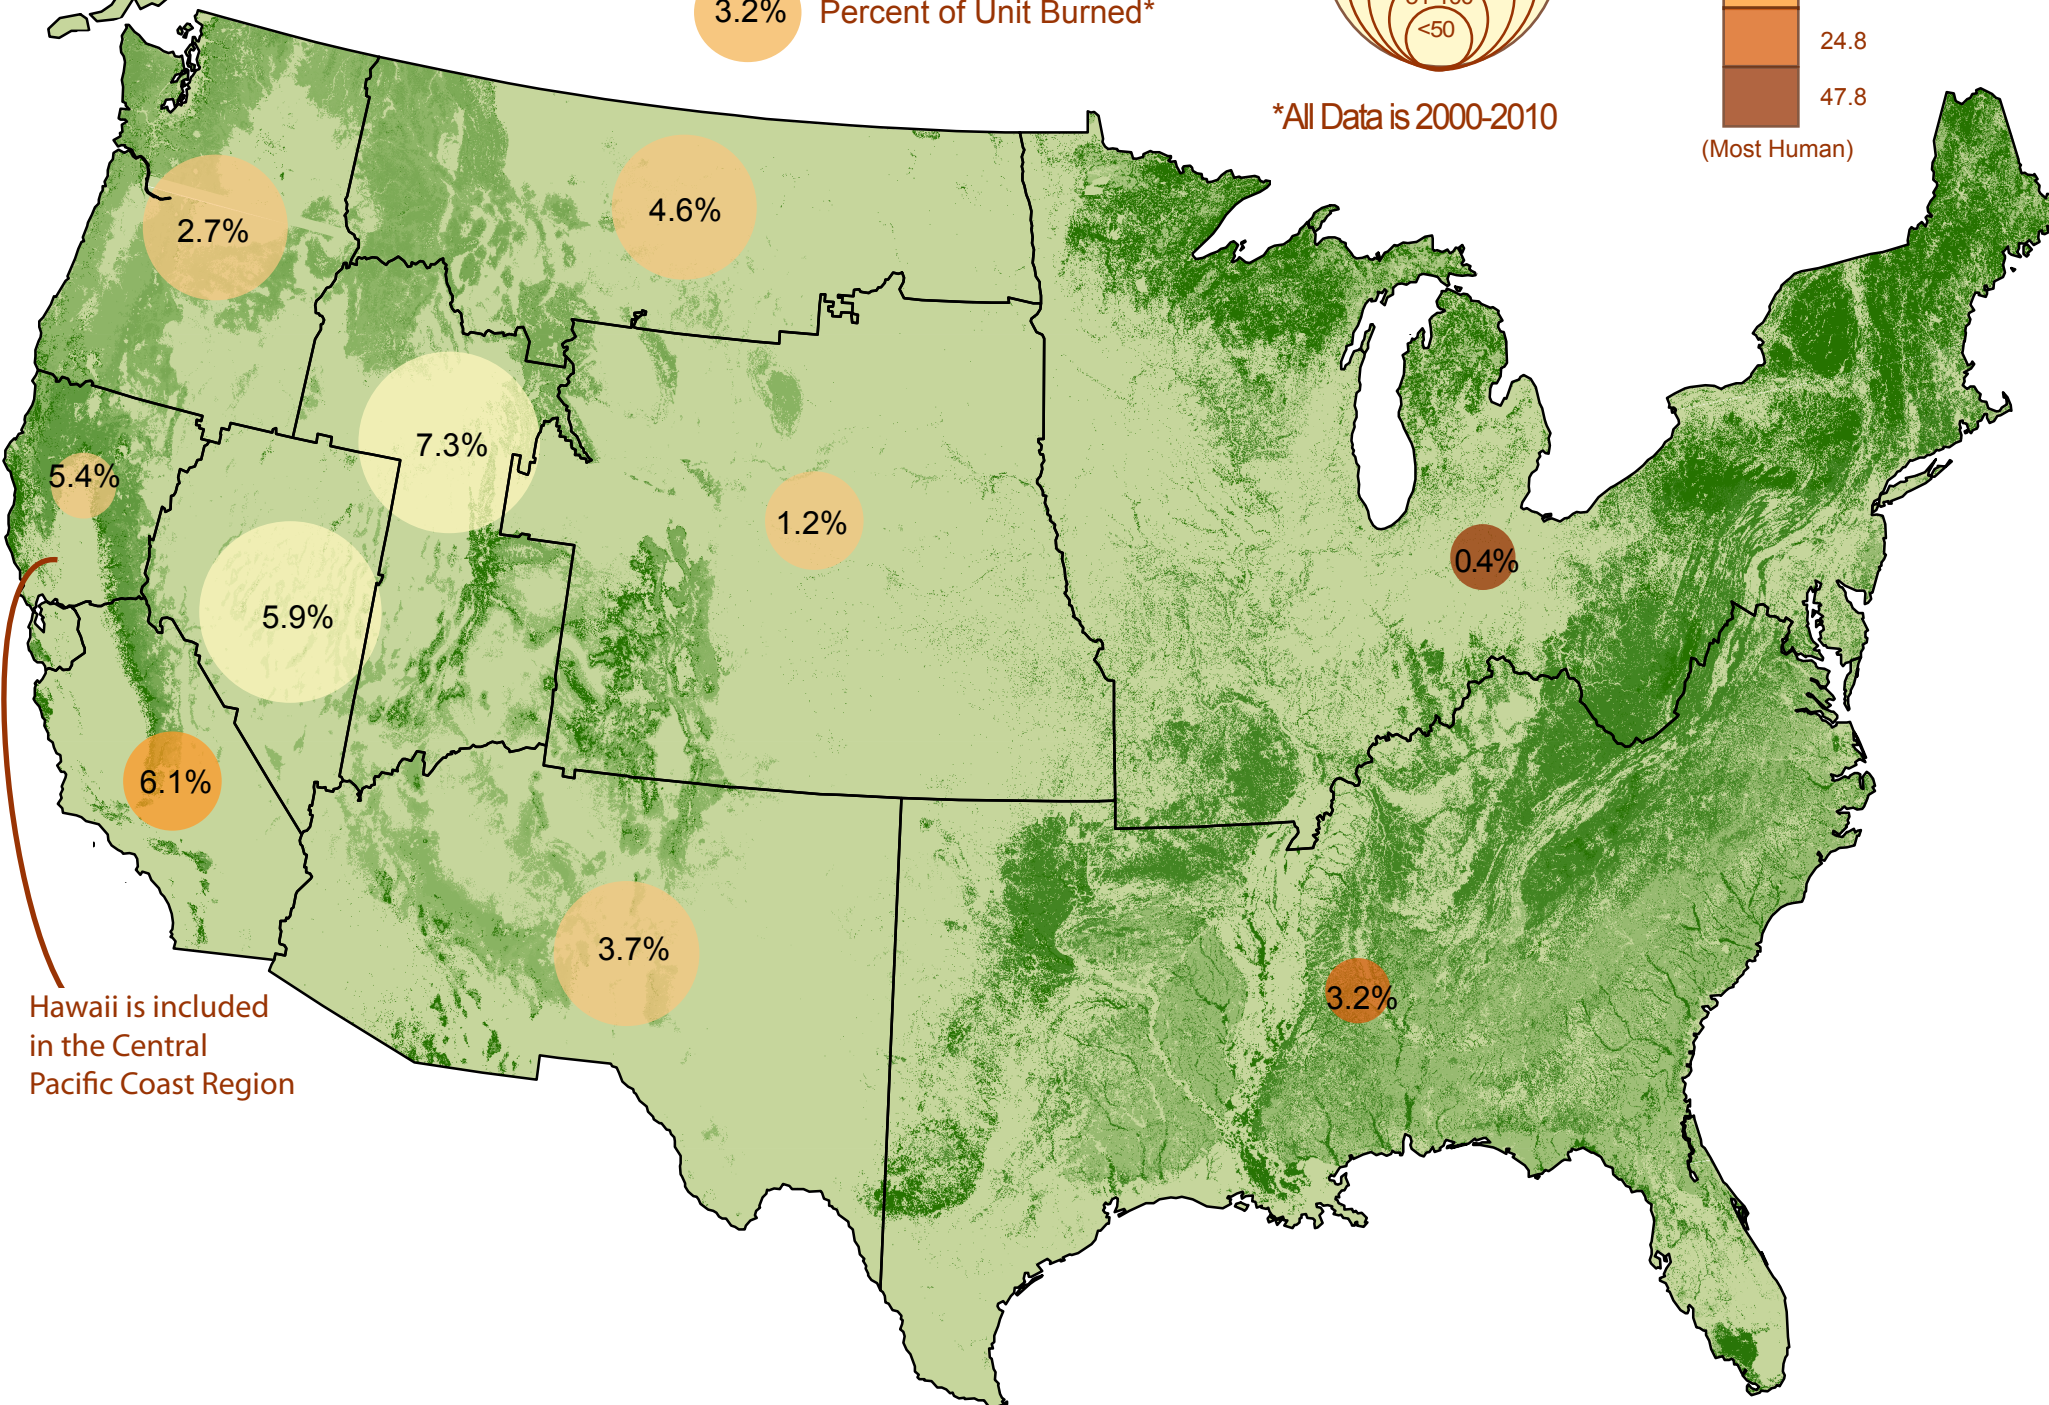 3.2% Percent of Unit Burned*
<50
24.8
*All Data is 2000-2010
47.8
(Most Human)
2.7%
4.6%
7.3%
5.4%
1.2%
0.4%
5.9%
6.1%
3.7%
3.2%
Hawaii is included
in the Central
Pacific Coast Region